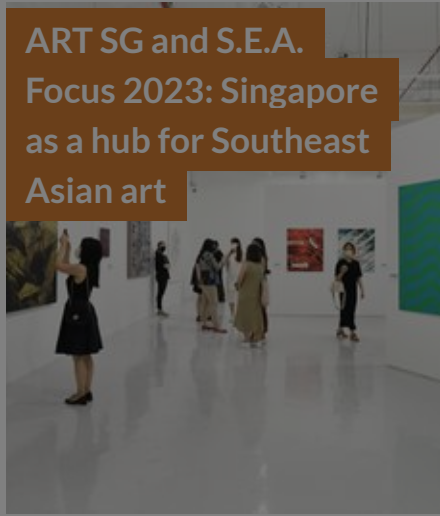 ART SG and S.E.A.
Focus 2023: Singapore
as a hub for Southeast
Asian art